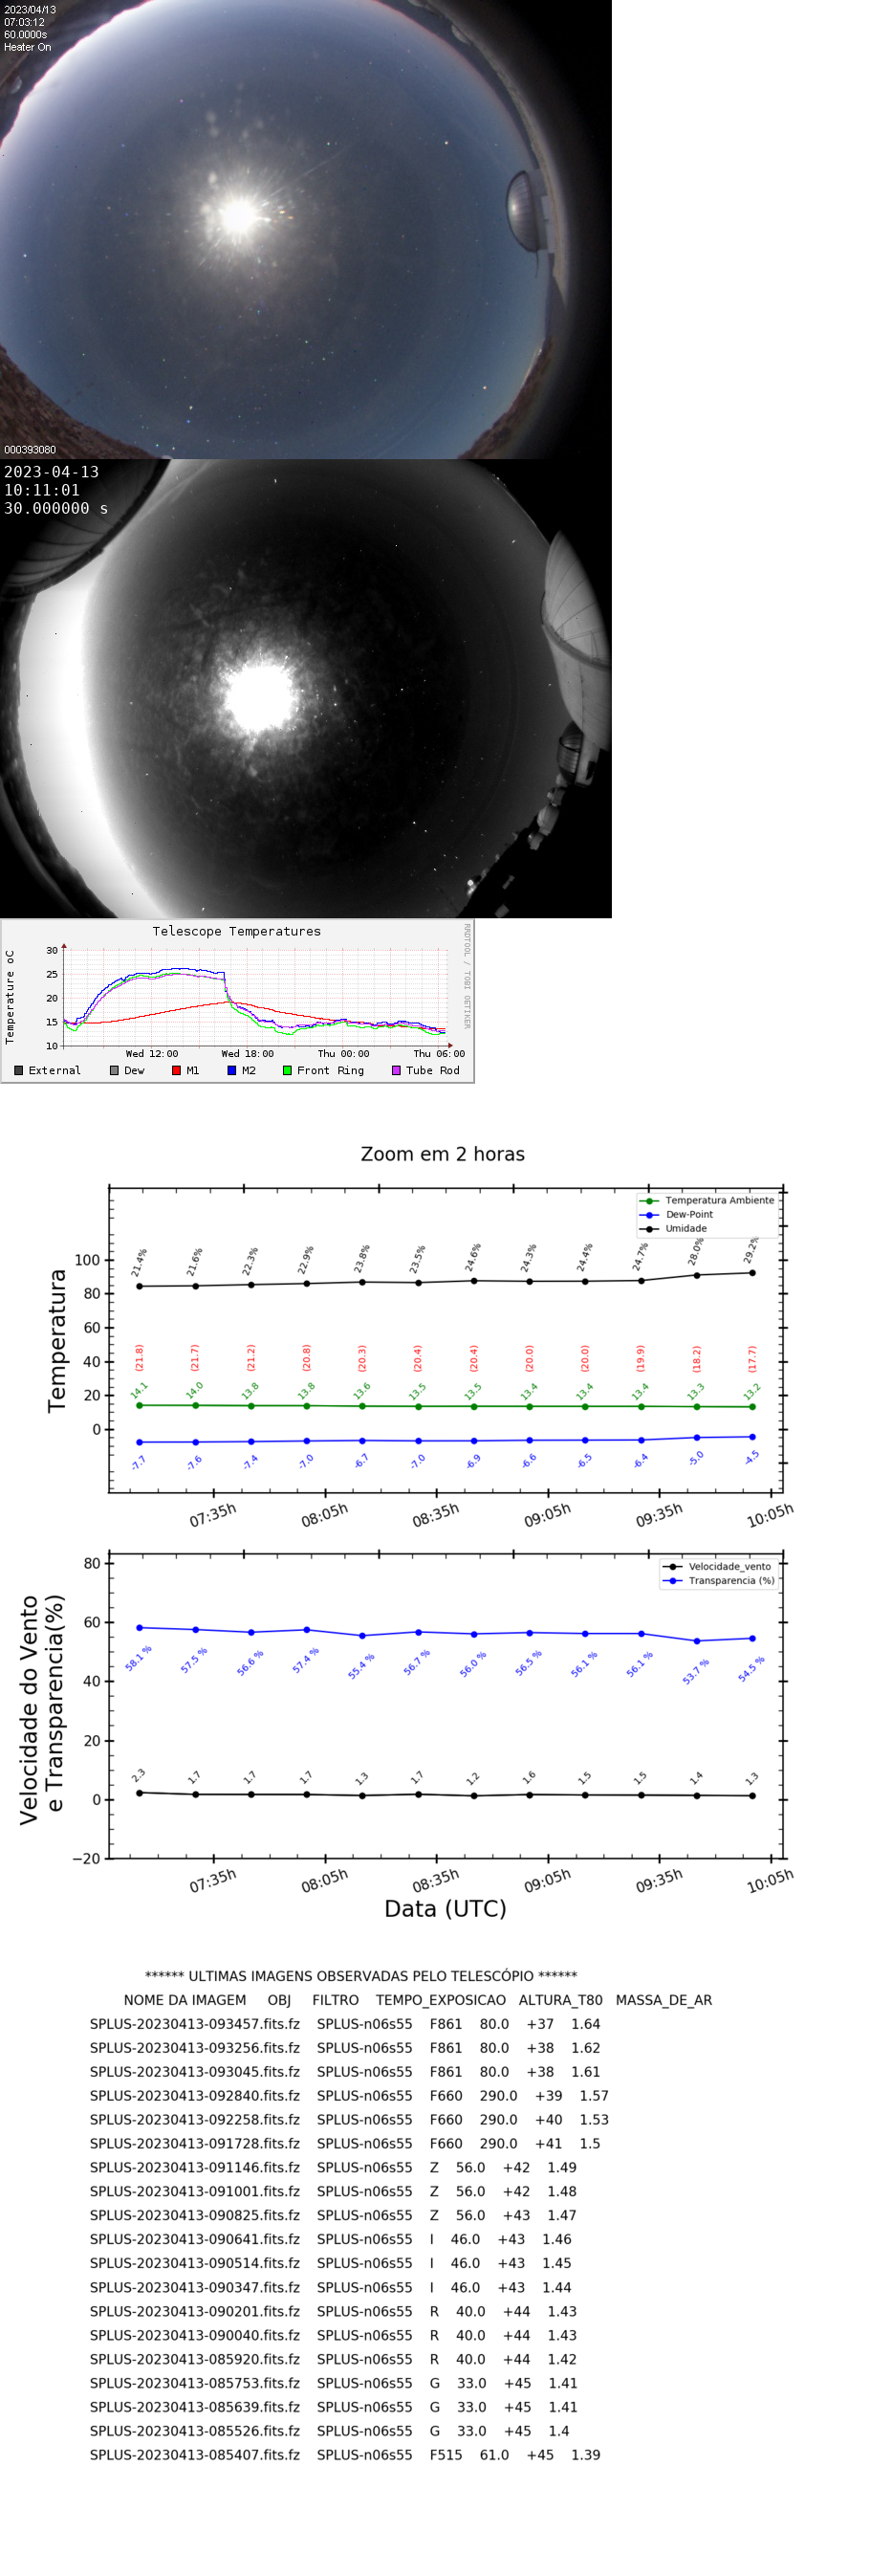 2023/04/13
07:03:12
60.0000s
Heater On
000393080
2023-04-13
10:11:01
30.000000 s
Telescope Temperatures
RRDTOOL / TOBI OETIKER
Temperature oC
30
25
20
15
10
Wed 12:00 Wed 18:00 Thu 00:00 Thu 06:00
External Dew M1 M2 Front Ring Tube Rod
Zoom em 2 horas
Temperatura Ambiente
Dew-Point
Umidade
Temperatura
100
80
60
40
20
0
21.4% 21.6% 22.3% 22.9% 23.8% 23.5% 24.6% 24.3% 24.4% 24.7% 28.0% 29.2%
(21.8) (21.7) (21.2) (20.8) (20.3) (20.4) (20.4) (20.0) (20.0) (19.9) (18.2) (17.7)
14.1 14.0 13.8 13.8 13.6 13.5 13.5 13.4 13.4 13.4 13.3 13.2
-7.7 -7.6 -7.4 -7.0 -6.7 -7.0 -6.9 -6.6 -6.5 -6.4 -5.0 -4.5
07:35h 08:05h 08:35h 09:05h 09:35h 10:05h
Velocidade_vento
Transparencia (%)
Velocidade do Vento
e Transparencia(%)
80
60
40
20
0
−20
58.1 % 57.5 % 56.6 % 57.4 % 55.4 % 56.7 % 56.0 % 56.5 % 56.1 % 56.1 % 53.7 % 54.5 %
2.3 1.7 1.7 1.7 1.3 1.7 1.2 1.6 1.5 1.5 1.4 1.3
07:35h 08:05h 08:35h 09:05h 09:35h 10:05h
Data (UTC)
****** ULTIMAS IMAGENS OBSERVADAS PELO TELESCÓPIO ******
NOME DA IMAGEM OBJ FILTRO TEMPO_EXPOSICAO ALTURA_T80 MASSA_DE_AR
SPLUS-20230413-093457.fits.fz SPLUS-n06s55 F861 80.0 +37 1.64
SPLUS-20230413-093256.fits.fz SPLUS-n06s55 F861 80.0 +38 1.62
SPLUS-20230413-093045.fits.fz SPLUS-n06s55 F861 80.0 +38 1.61
SPLUS-20230413-092840.fits.fz SPLUS-n06s55 F660 290.0 +39 1.57
SPLUS-20230413-092258.fits.fz SPLUS-n06s55 F660 290.0 +40 1.53
SPLUS-20230413-091728.fits.fz SPLUS-n06s55 F660 290.0 +41 1.5
SPLUS-20230413-091146.fits.fz SPLUS-n06s55 Z 56.0 +42 1.49
SPLUS-20230413-091001.fits.fz SPLUS-n06s55 Z 56.0 +42 1.48
SPLUS-20230413-090825.fits.fz SPLUS-n06s55 Z 56.0 +43 1.47
SPLUS-20230413-090641.fits.fz SPLUS-n06s55 I 46.0 +43 1.46
SPLUS-20230413-090514.fits.fz SPLUS-n06s55 I 46.0 +43 1.45
SPLUS-20230413-090347.fits.fz SPLUS-n06s55 I 46.0 +43 1.44
SPLUS-20230413-090201.fits.fz SPLUS-n06s55 R 40.0 +44 1.43
SPLUS-20230413-090040.fits.fz SPLUS-n06s55 R 40.0 +44 1.43
SPLUS-20230413-085920.fits.fz SPLUS-n06s55 R 40.0 +44 1.42
SPLUS-20230413-085753.fits.fz SPLUS-n06s55 G 33.0 +45 1.41
SPLUS-20230413-085639.fits.fz SPLUS-n06s55 G 33.0 +45 1.41
SPLUS-20230413-085526.fits.fz SPLUS-n06s55 G 33.0 +45 1.4
SPLUS-20230413-085407.fits.fz SPLUS-n06s55 F515 61.0 +45 1.39